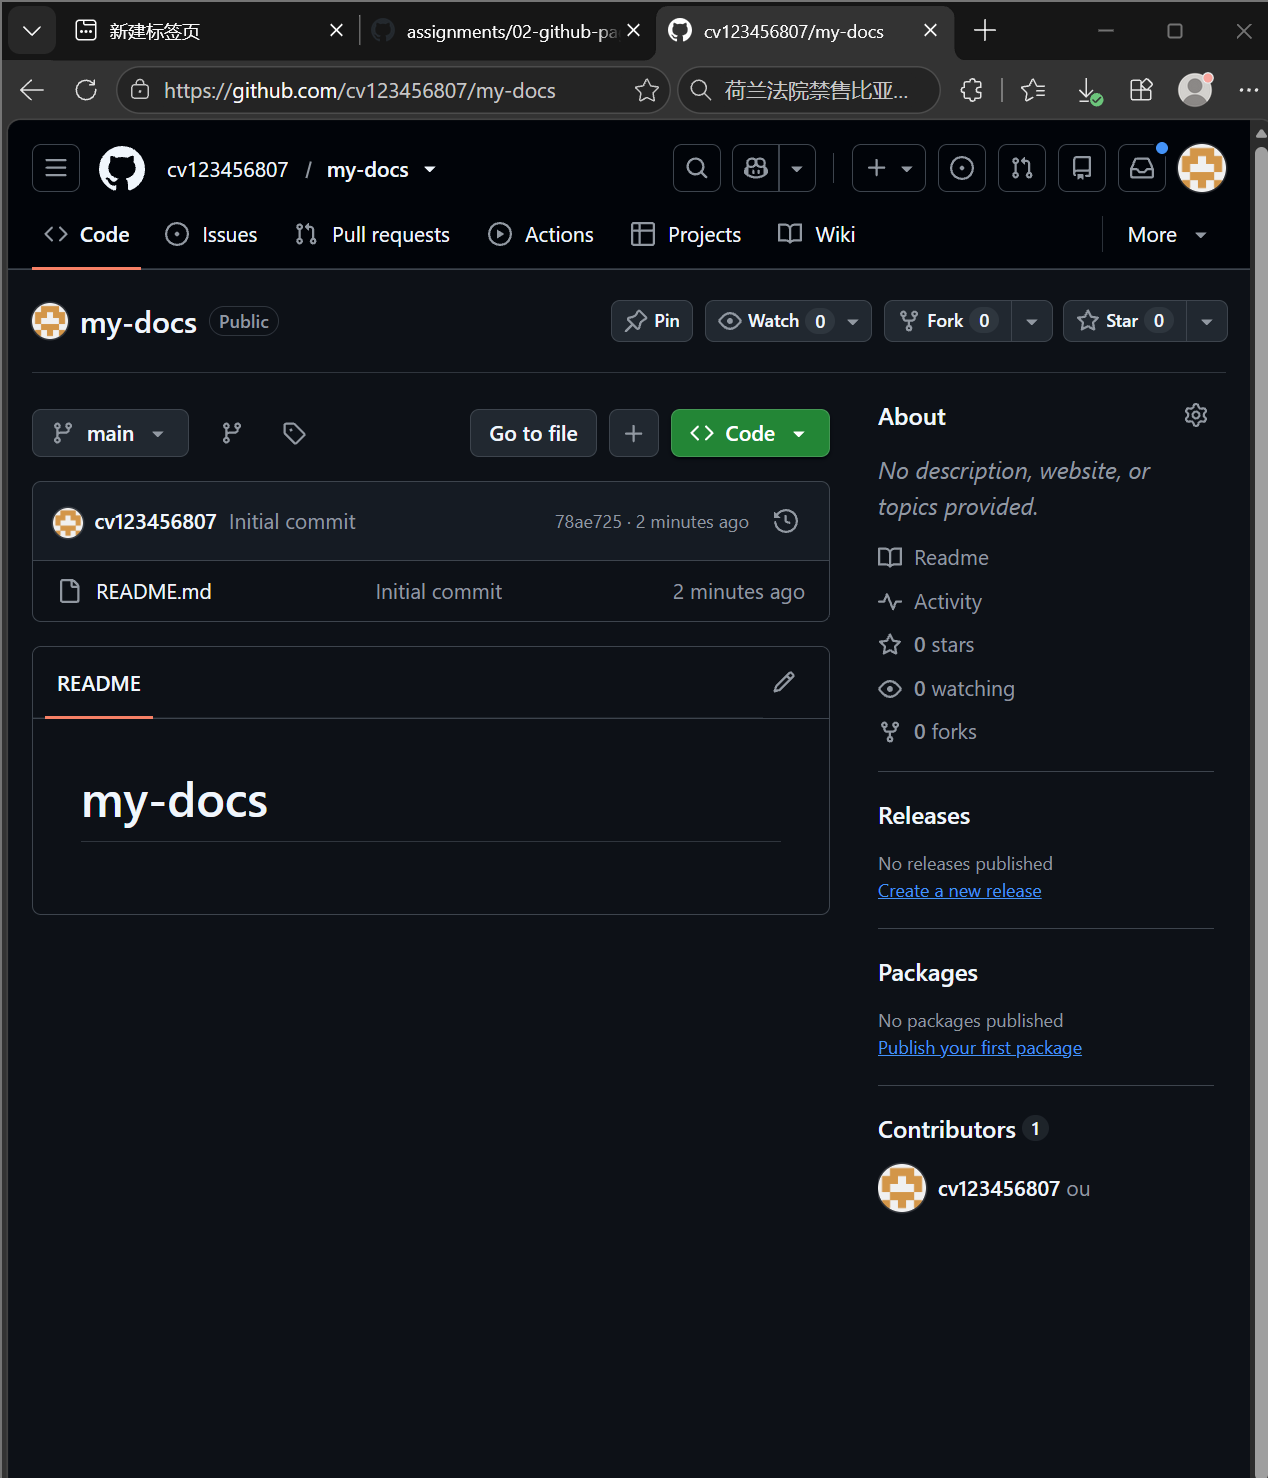 新建标签页
assignments/02-github-pa
cv123456807/my-docs
https://github.com/cv123456807/my-docs
荷兰法院禁售比亚...
cv123456807 / my-docs
Code Issues Pull requests Actions Projects Wiki More
my-docs Public Pin Watch 0 Fork 0 Star 0
main Go to file Code
cv123456807 Initial commit 78ae725 · 2 minutes ago
README.md Initial commit 2 minutes ago
README
my-docs
About
No description, website, or
topics provided.
Readme
Activity
0 stars
0 watching
0 forks
Releases
No releases published
Create a new release
Packages
No packages published
Publish your first package
Contributors 1
cv123456807 ou